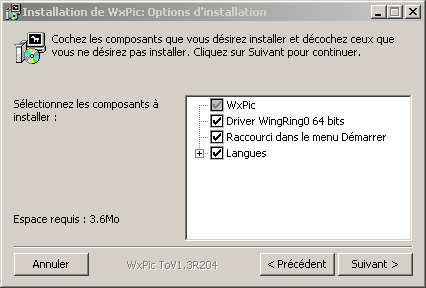 Installation de WxPic: Options d'installation
Cochez les composants que vous désirez installer et décochez ceux que
vous ne désirez pas installer. Cliquez sur Suivant pour continuer.
Sélectionnez les composants à
installer :
WxPic
Driver WingRing0 64 bits
Raccourci dans le menu Démarrer
Langues
Espace requis : 3.6Mo
Annuler
WxPic ToV1.3R204
< Précédent
Suivant >